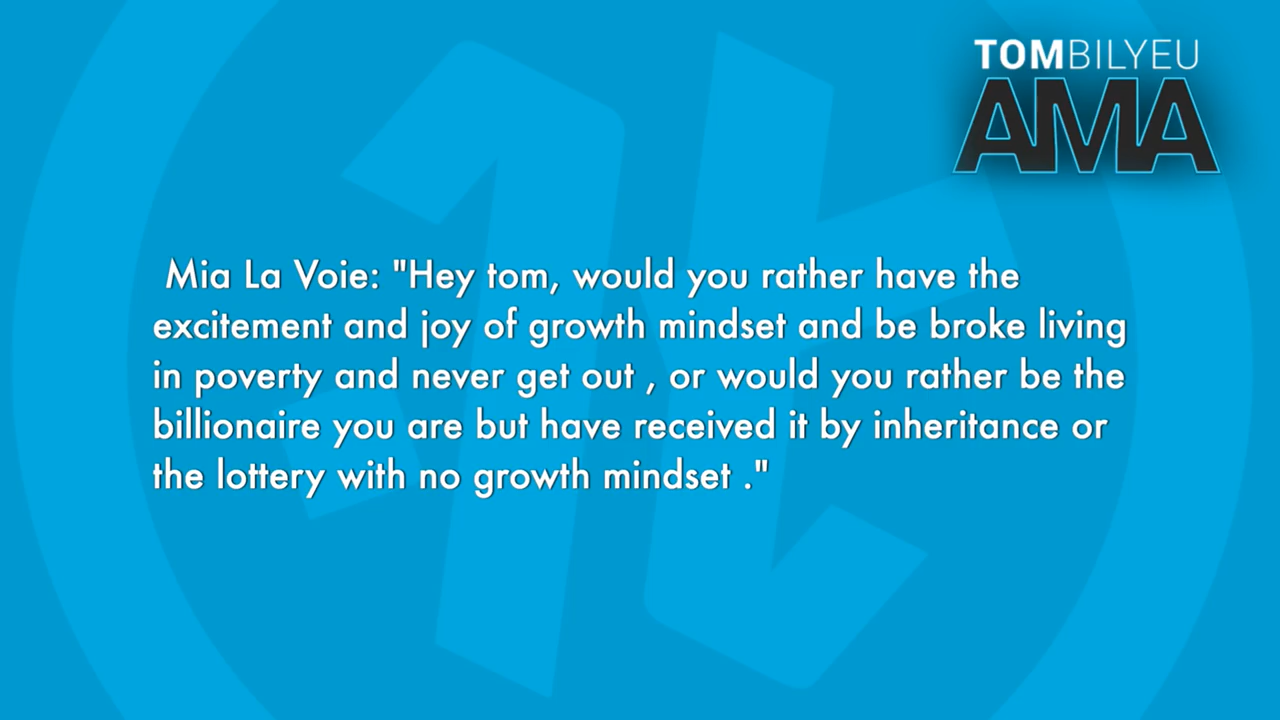 TOMBILYEU
AMA
Mia La Voie: "Hey tom, would you rather have the
excitement and joy of growth mindset and be broke living
in poverty and never get out , or would you rather be the
billionaire you are but have received it by inheritance or
the lottery with no growth mindset ."